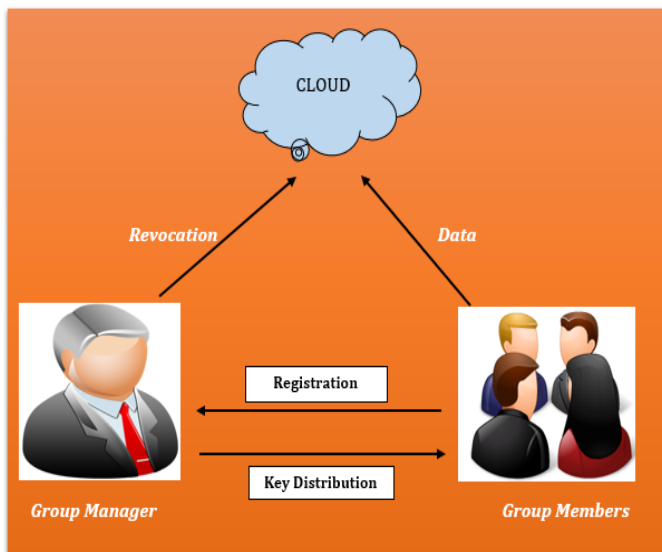 CLOUD
Revocation
Data
Registration
Key Distribution
Group Manager
Group Members